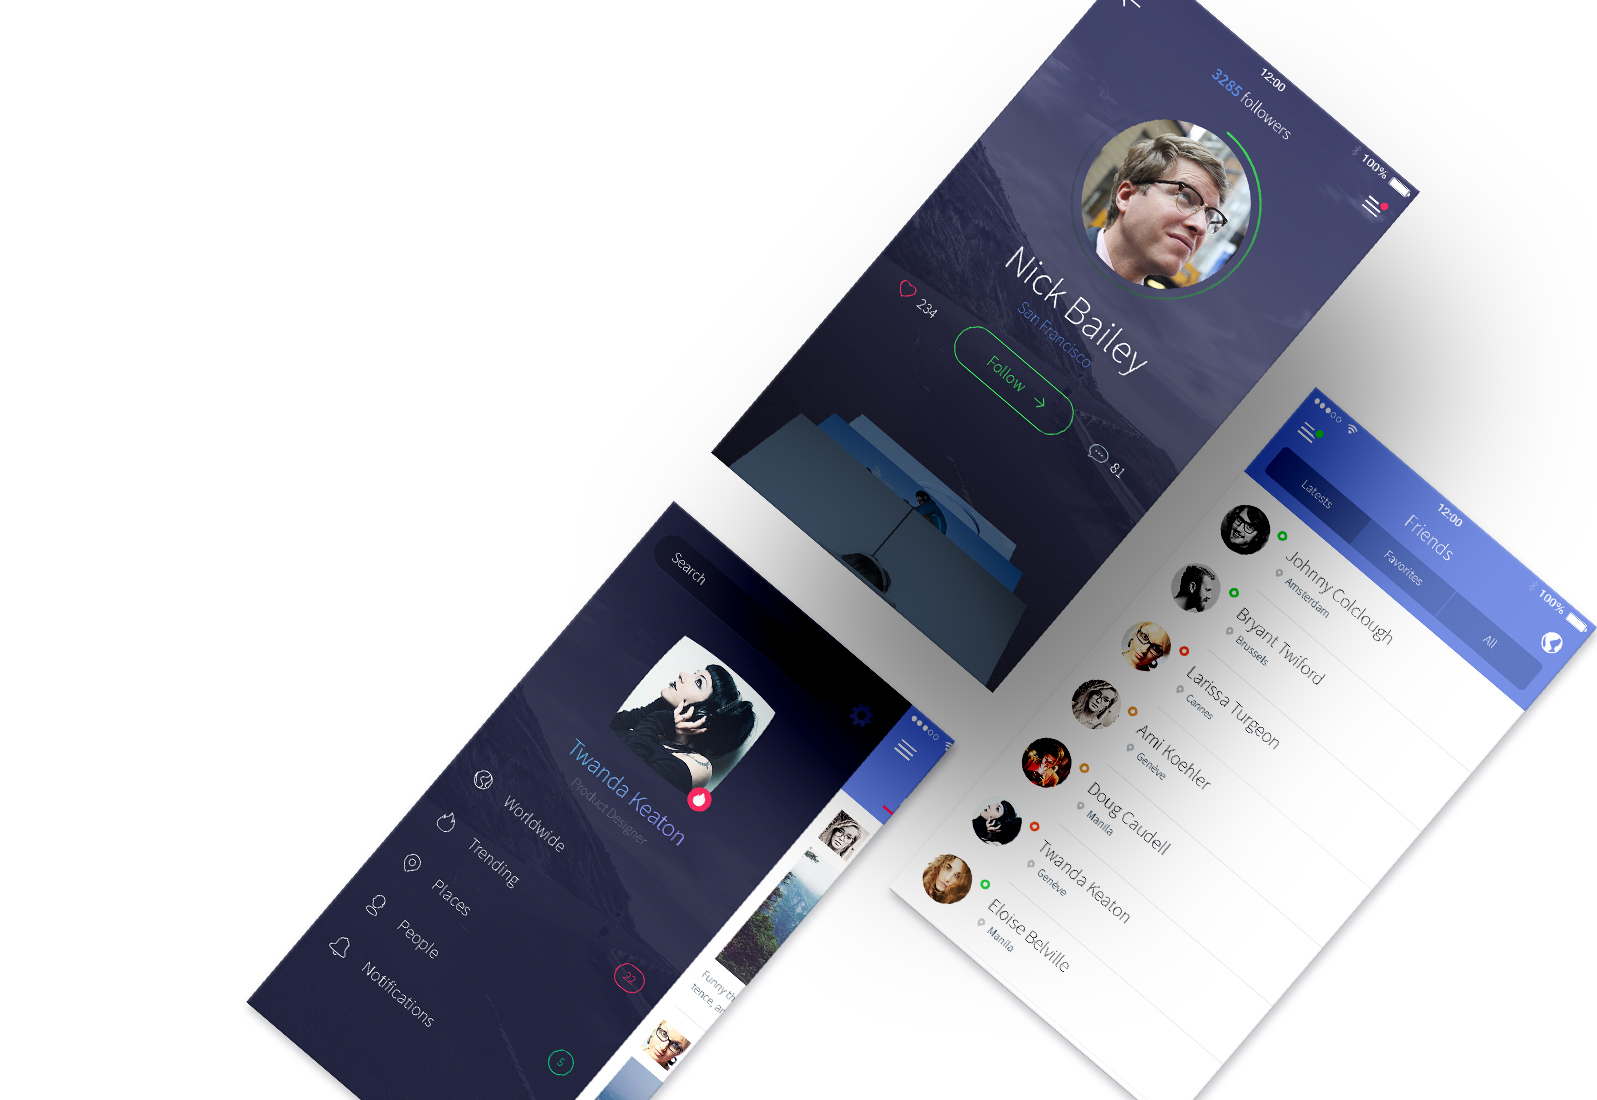 12:00
3285 followers
100%
Nick Bailey
San Francisco
234
Follow
81
Search
Twanda Keaton
Product Designer
Worldwide
Trending
Places
People
22
Notifications
5
Funny th
tence, an
12:00
100%
Friends
Latests
Favorites
All
Johnny Colclough
Amsterdam
Bryant Twiford
Brussels
Larissa Turgeon
Cannes
Ami Koehler
Genève
Doug Caudell
Manila
Twanda Keaton
Genève
Eloise Belville
Manila